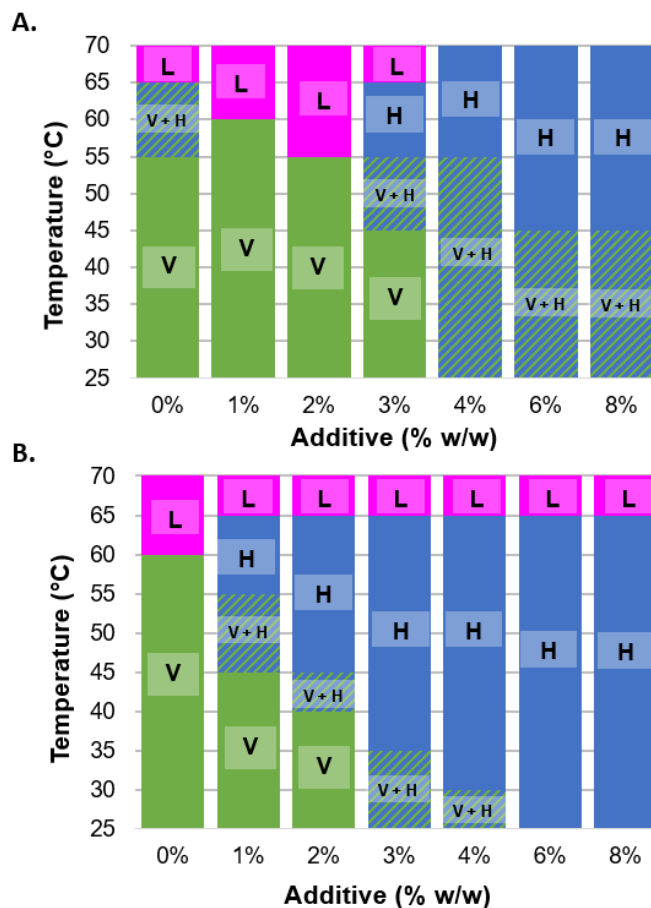 A.
70
65
60
55
50
45
40
35
30
25
Temperature (°C)
L
V + H
V
L
V
L
V
L
H
V + H
V
H
V + H
H
V + H
H
V + H
0% 1% 2% 3% 4% 6% 8%
Additive (% w/w)
B.
70
65
60
55
50
45
40
35
30
25
Temperature (°C)
L
V
L
H
V + H
V
L
H
V + H
V
L
H
V + H
L
H
V + H
L
H
L
H
0% 1% 2% 3% 4% 6% 8%
Additive (% w/w)